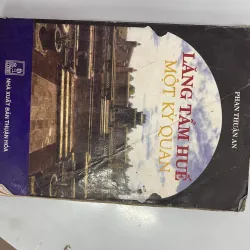 PHAN THUẬN AN
LĂNG TẨM HUẾ
MỘT KỲ QUAN
NHÀ XUẤT BẢN THUẬN HÓA